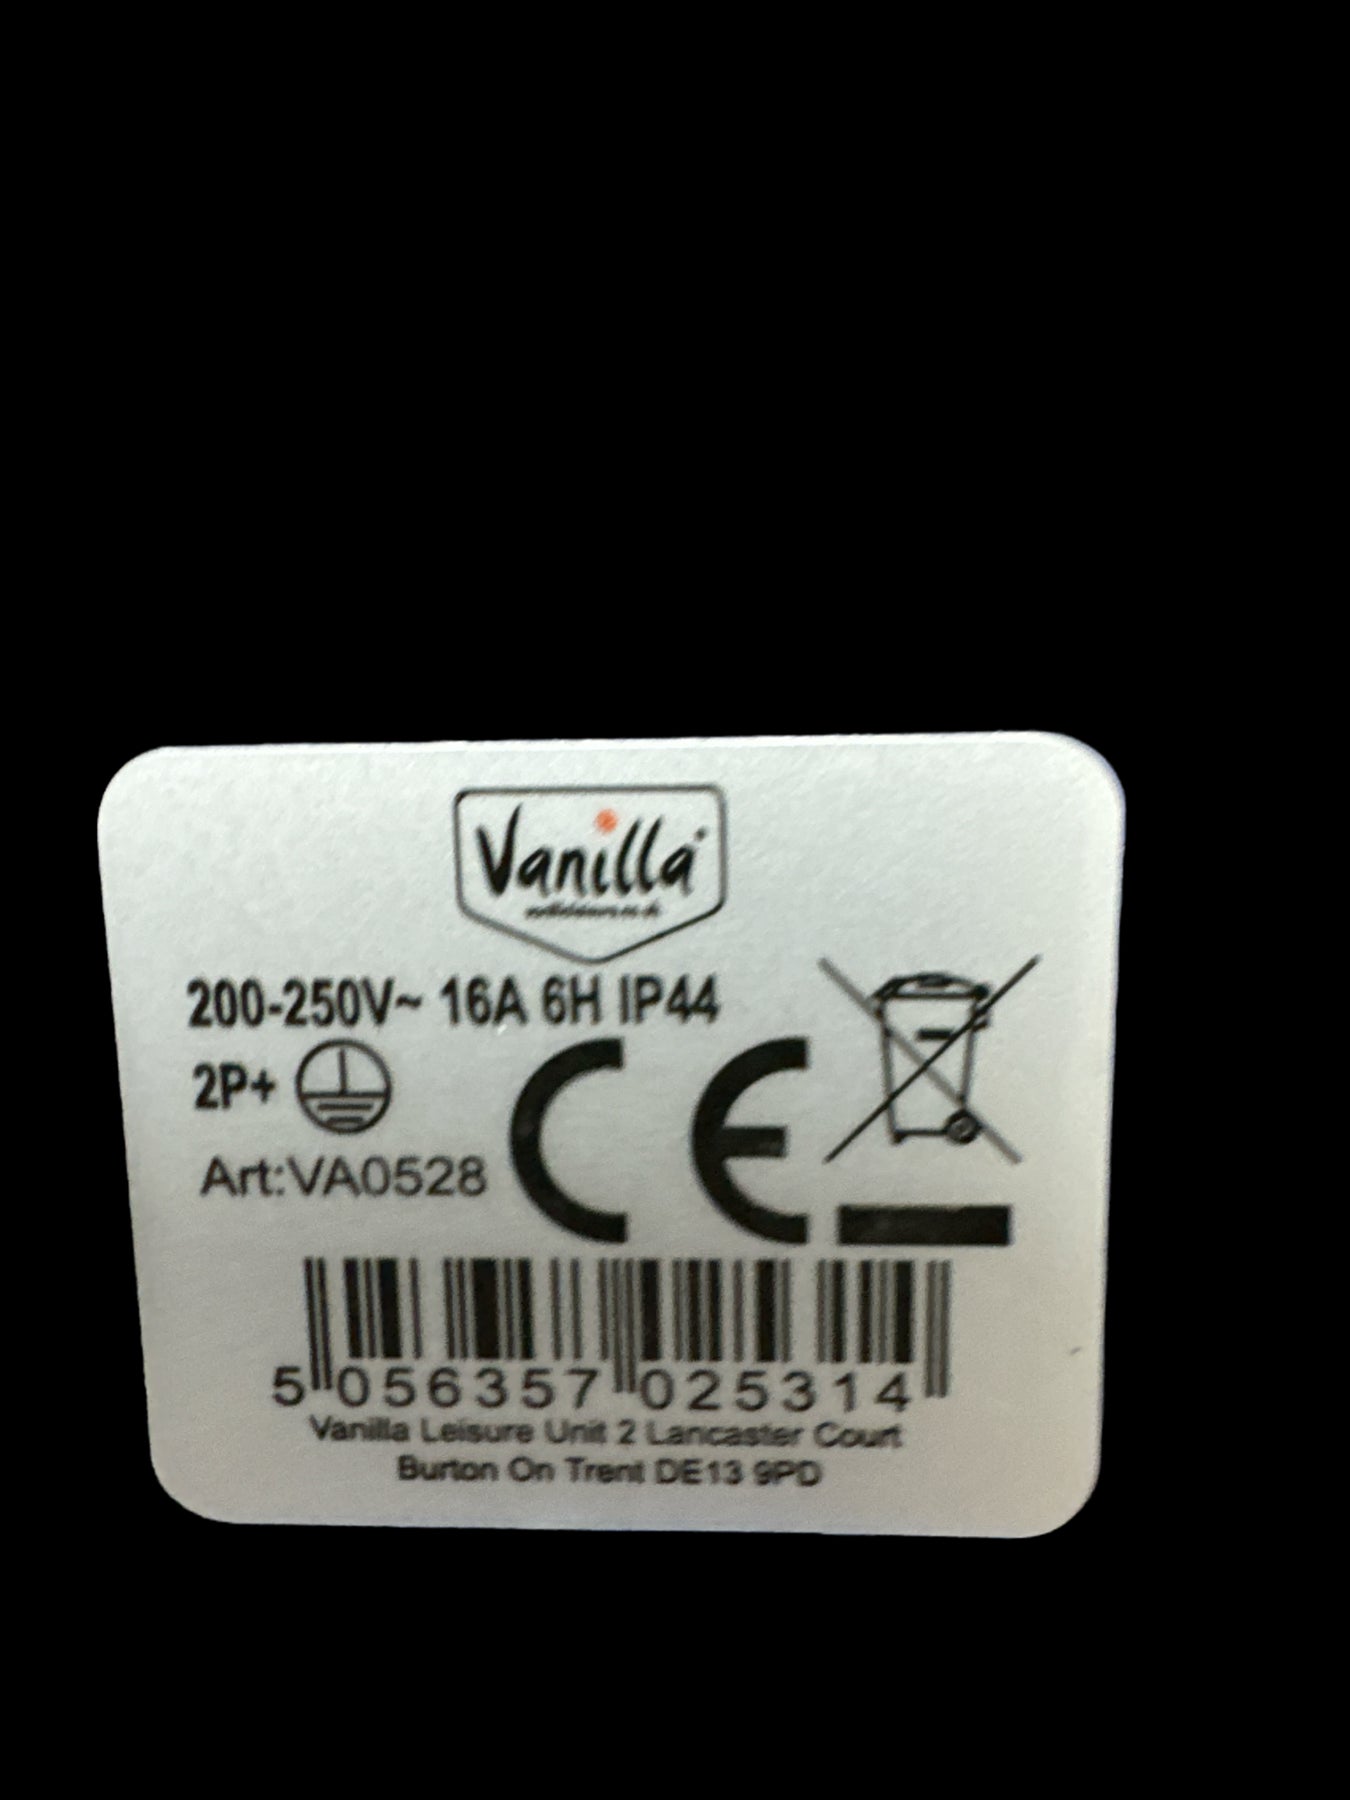 Vanilla
200-250V~ 16A 6H IP44
2P+
Art:VA0528
CE
5 056357 025314
Vanilla Leisure Unit 2 Lancaster Court
Burton On Trent DE13 9PD